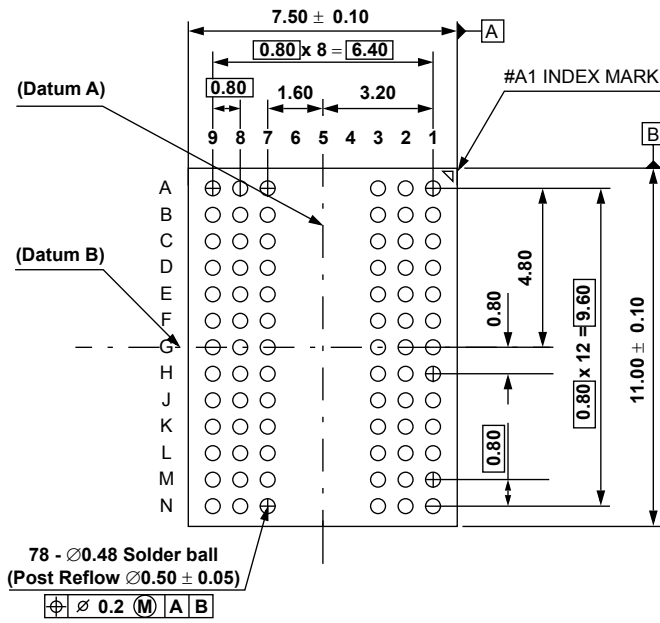 7.50 ± 0.10
A
0.80 x 8 = 6.40
#A1 INDEX MARK
(Datum A)
0.80
1.60
3.20
9 8 7 6 5 4 3 2 1
B
A
B
C
D
(Datum B)
E
F
G
H
J
K
L
M
N
4.80
0.80
0.80
0.80 x 12 = 9.60
11.00 ± 0.10
78 - ∅0.48 Solder ball
(Post Reflow ∅0.50 ± 0.05)
⌖ ∅ 0.2 Ⓜ A B